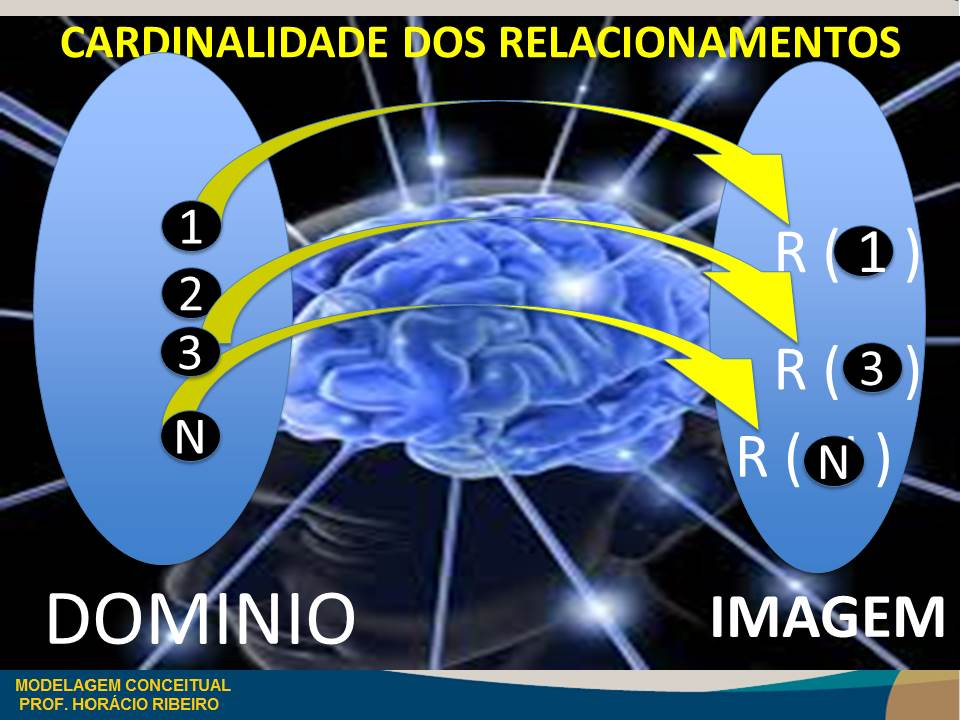 CARDINALIDADE DOS RELACIONAMENTOS
1
2
3
N
R ( 1 )
R ( 3 )
R ( N )
DOMINIO
IMAGEM
MODELAGEM CONCEITUAL
PROF. HORÁCIO RIBEIRO